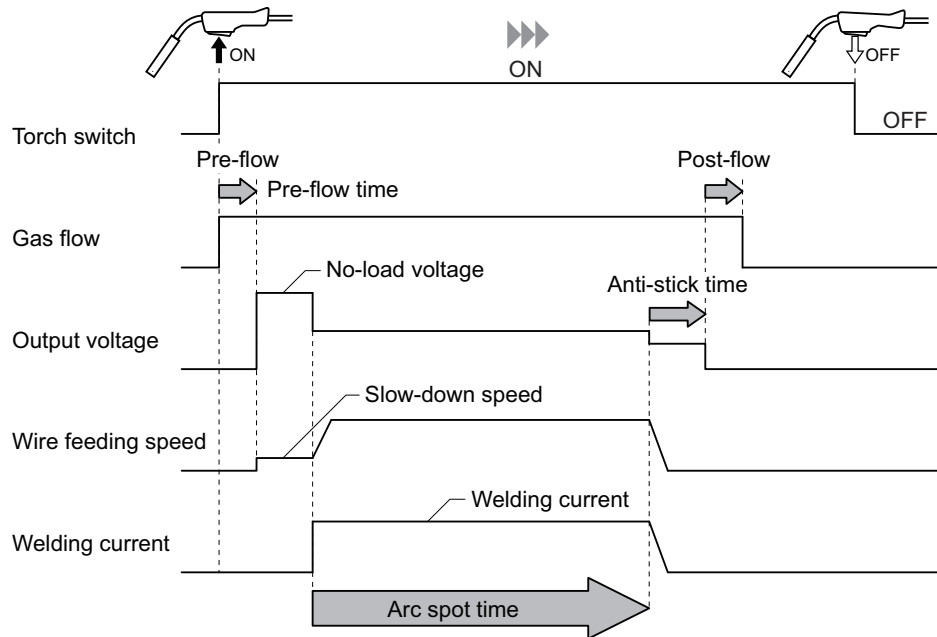 ON
ON
OFF
OFF
Torch switch
Pre-flow
Pre-flow time
Post-flow
Gas flow
No-load voltage
Anti-stick time
Output voltage
Slow-down speed
Wire feeding speed
Welding current
Welding current
Arc spot time